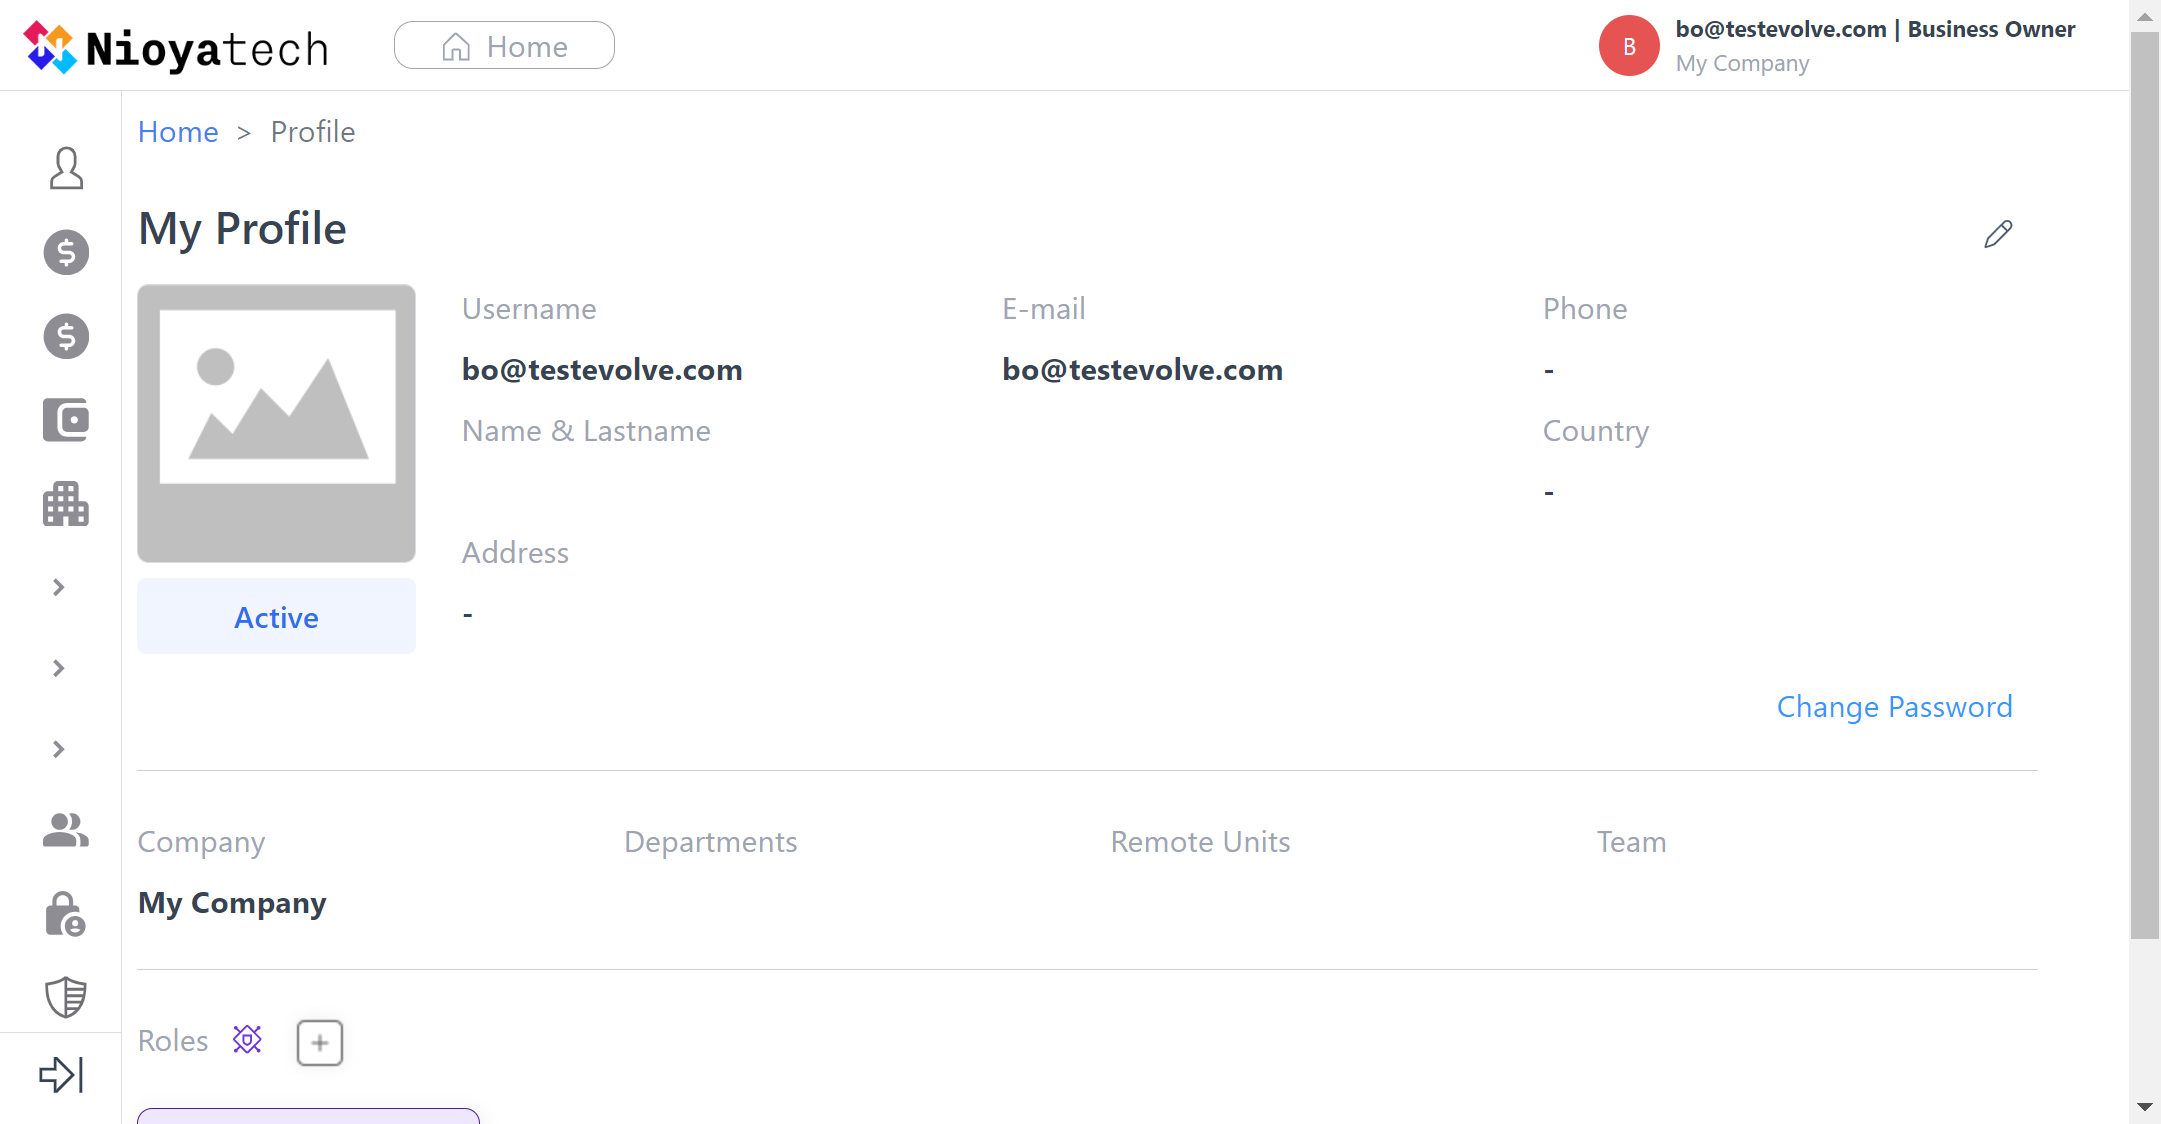 Nioyatech
Home
B
bo@testevolve.com | Business Owner
My Company
Home > Profile
My Profile
Username
E-mail
Phone
bo@testevolve.com
bo@testevolve.com
-
Name & Lastname
Country
-
Address
-
Active
Change Password
Company
Departments
Remote Units
Team
My Company
Roles